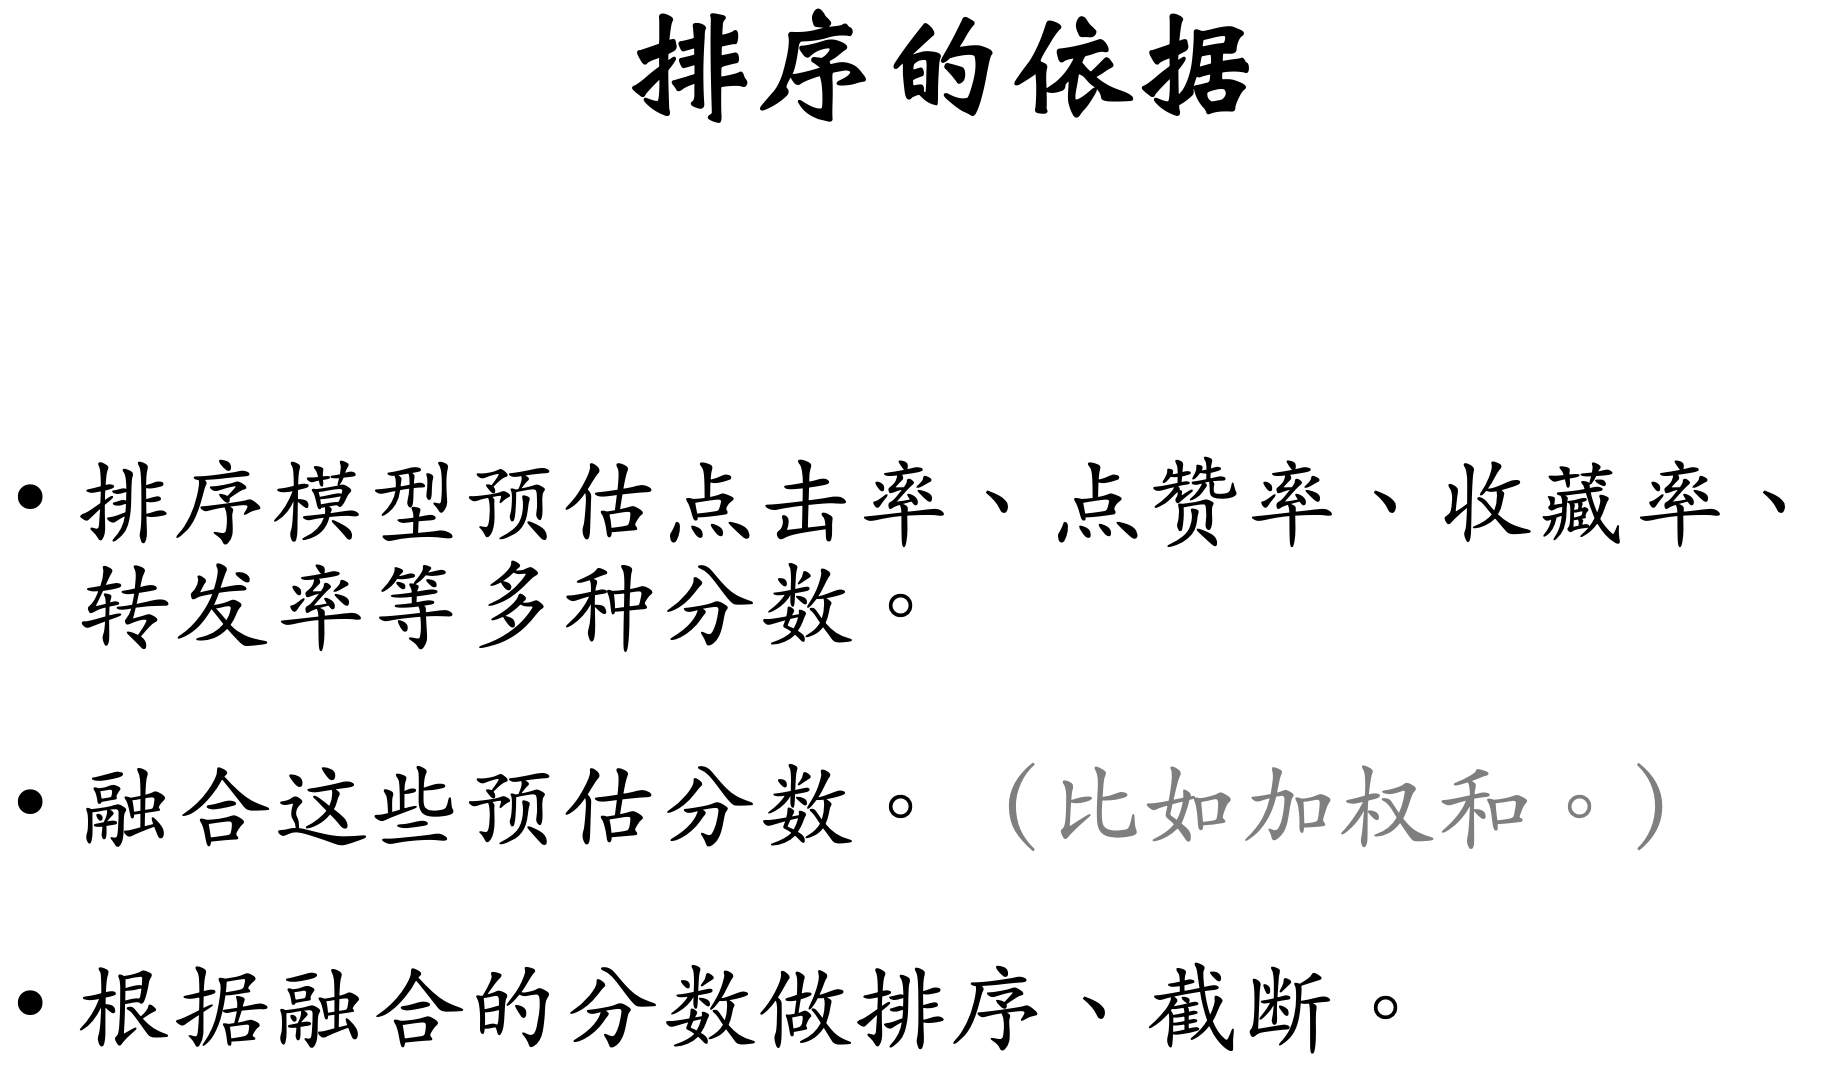 排序的依据
• 排序模型预估点击率、点赞率、收藏率、
转发率等多种分数。
• 融合这些预估分数。（比如加权和。）
• 根据融合的分数做排序、截断。